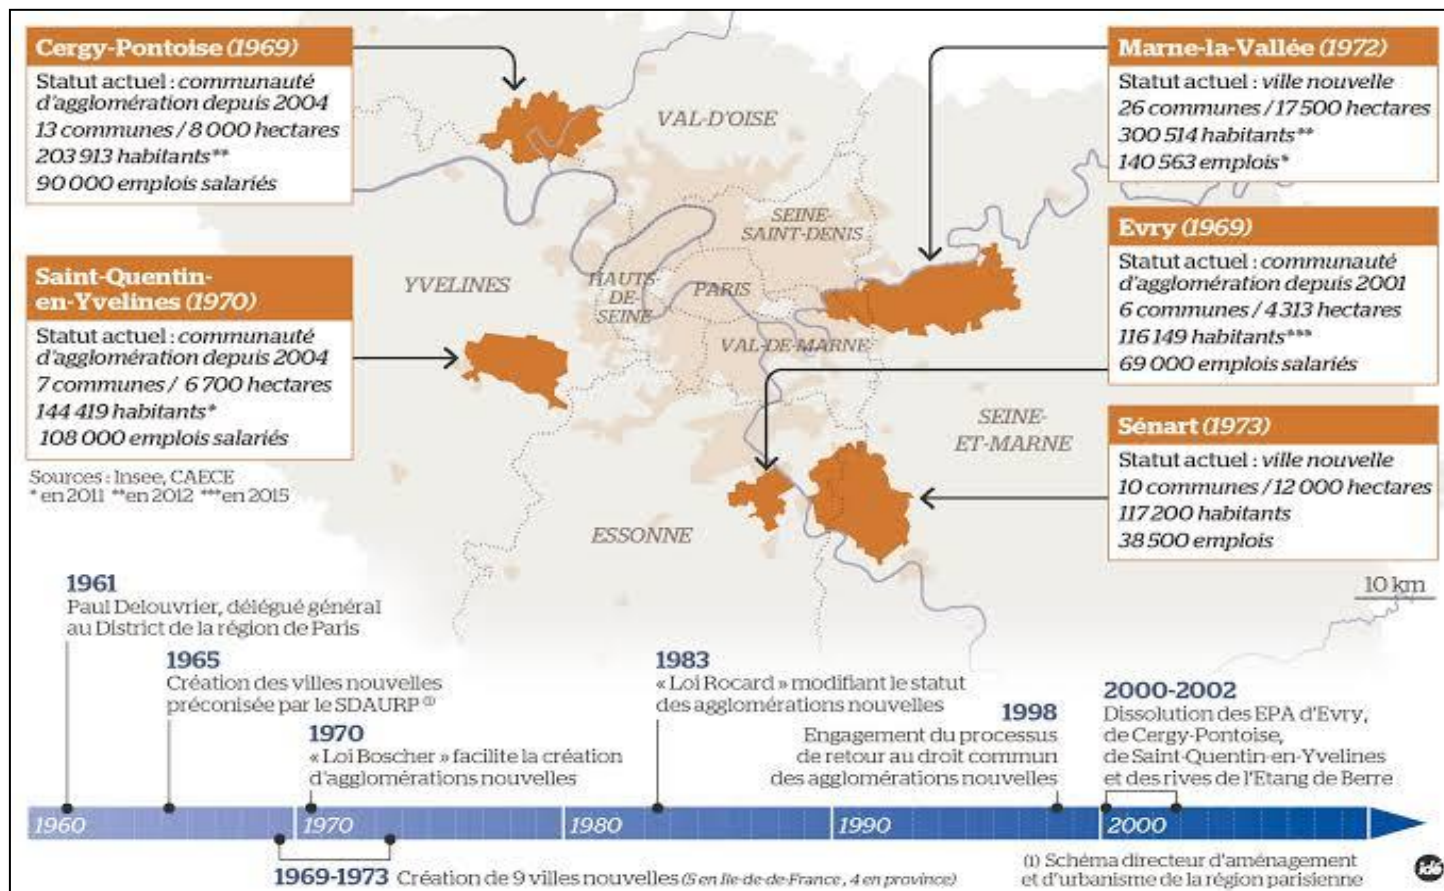 Cergy-Pontoise (1969)
Statut actuel : communauté
d'agglomération depuis 2004
13 communes / 8 000 hectares
203 913 habitants**
90 000 emplois salariés
Saint-Quentin-
en-Yvelines (1970)
Statut actuel : communauté
d'agglomération depuis 2004
7 communes / 6 700 hectares
144 419 habitants*
108 000 emplois salariés
Sources : Insee, CAECE
* en 2011 **en 2012 ***en 2015
VAL-D'OISE
SEINE-
SAINT-DENIS
YVELINES
HAUTS-
DE-
SEINE
PARIS
VAL-DE-MARNE
SEINE-
ET-MARNE
ESSONNE
Marne-la-Vallée (1972)
Statut actuel : ville nouvelle
26 communes / 17 500 hectares
300 514 habitants**
140 563 emplois*
Evry (1969)
Statut actuel : communauté
d'agglomération depuis 2001
6 communes / 4 313 hectares
116 149 habitants***
69 000 emplois salariés
Sénart (1973)
Statut actuel : ville nouvelle
10 communes / 12 000 hectares
117 200 habitants
38 500 emplois
10 km
1961
Paul Delouvrier, délégué général
au District de la région de Paris
1965
Création des villes nouvelles
préconisée par le SDAURP (1)
1970
« Loi Boscher » facilite la création
d'agglomérations nouvelles
1983
« Loi Rocard » modifiant le statut
des agglomérations nouvelles
1998
Engagement du processus
de retour au droit commun
des agglomérations nouvelles
2000-2002
Dissolution des EPA d'Evry,
de Cergy-Pontoise,
de Saint-Quentin-en-Yvelines
et des rives de l'Etang de Berre
1960
1970
1980
1990
2000
1969-1973 Création de 9 villes nouvelles (5 en Ile-de-de-France, 4 en province)
(1) Schéma directeur d'aménagement
et d'urbanisme de la région parisienne
idé